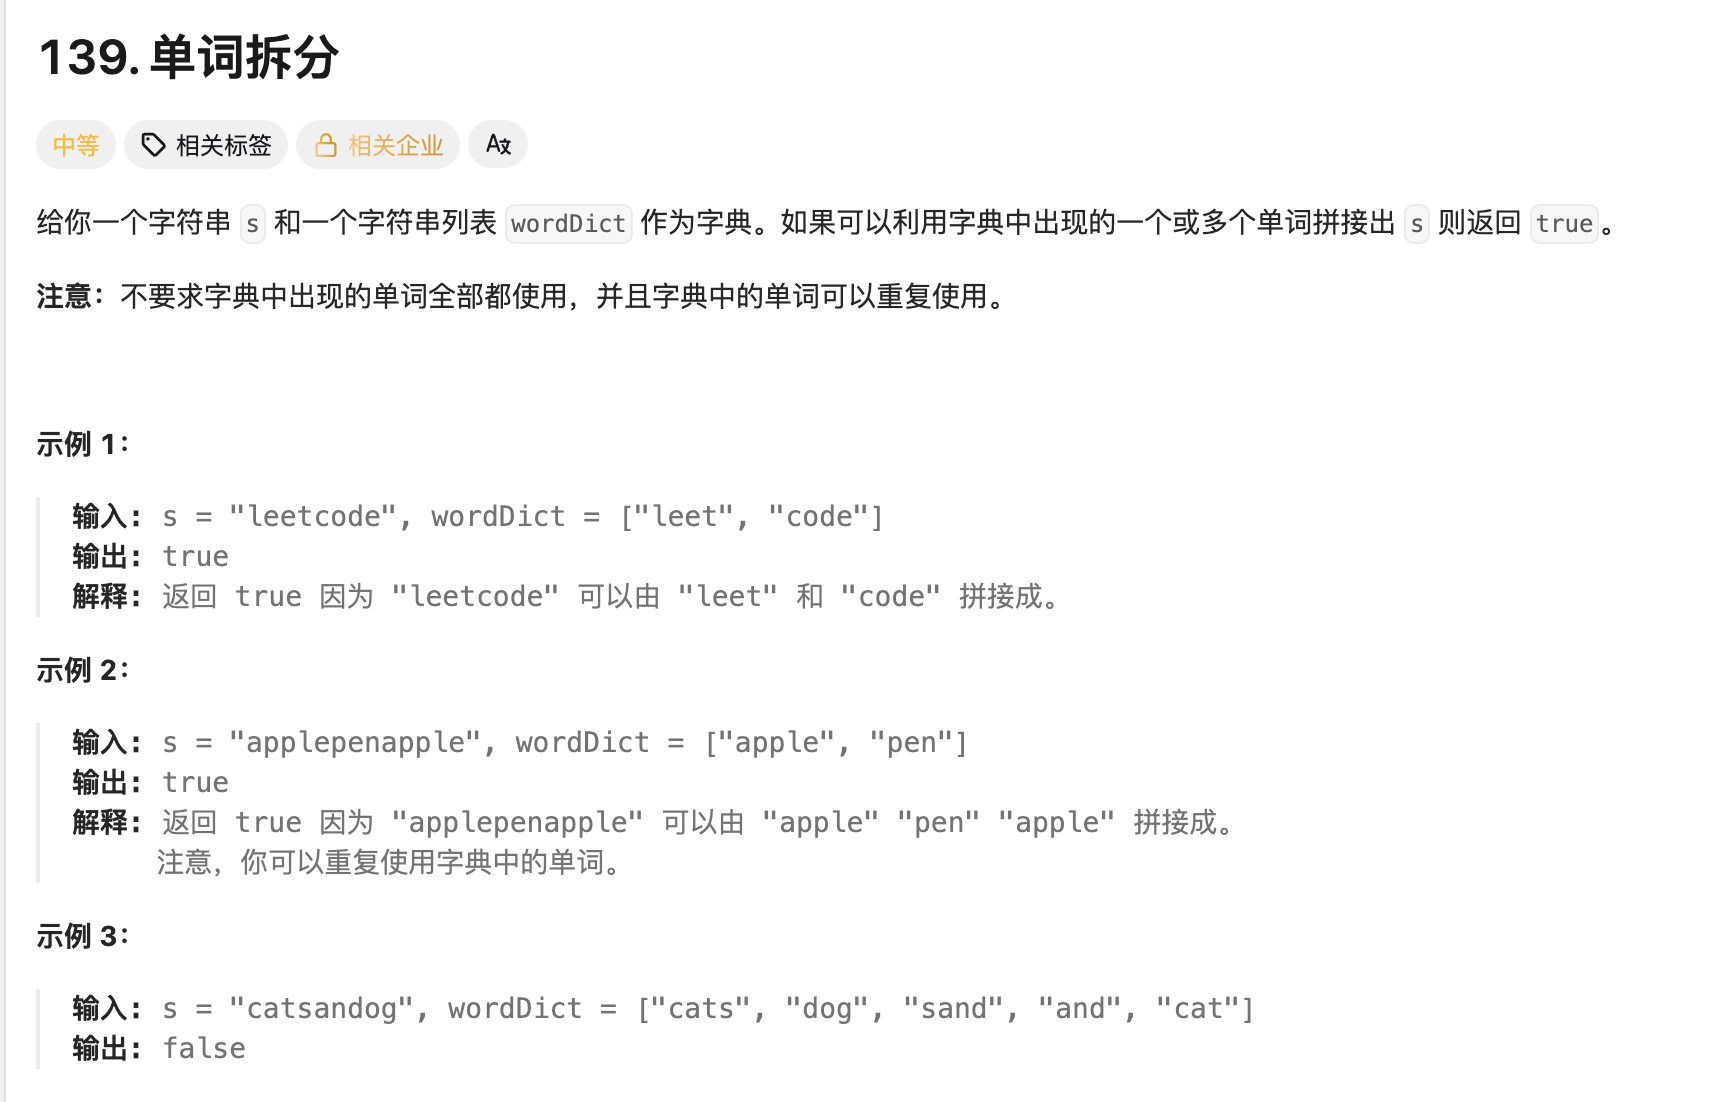 139. 单词拆分
中等 相关标签 相关企业 A文
给你一个字符串 s 和一个字符串列表 wordDict 作为字典。如果可以利用字典中出现的一个或多个单词拼接出 s 则返回 true。
注意：不要求字典中出现的单词全部都使用，并且字典中的单词可以重复使用。
示例 1：
输入: s = "leetcode", wordDict = ["leet", "code"]
输出: true
解释: 返回 true 因为 "leetcode" 可以由 "leet" 和 "code" 拼接成。
示例 2：
输入: s = "applepenapple", wordDict = ["apple", "pen"]
输出: true
解释: 返回 true 因为 "applepenapple" 可以由 "apple" "pen" "apple" 拼接成。
注意，你可以重复使用字典中的单词。
示例 3：
输入: s = "catsandog", wordDict = ["cats", "dog", "sand", "and", "cat"]
输出: false